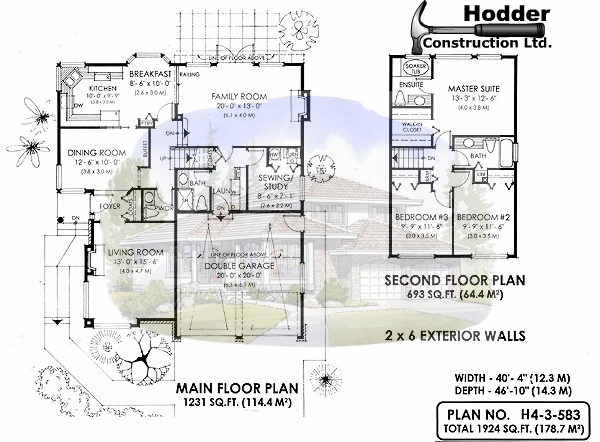 Hodder
Construction Ltd.
LINE OF FLOOR ABOVE
KITCHEN
10'-0" x 9'-9"
(3.0 x 3.0 M)
DW
BREAKFAST
8'-6" x 10'-0"
(2.6 x 3.0 M)
RAILING
FAMILY ROOM
20'-0" x 13'-0"
(6.1 x 4.0 M)
DN
P'TRY
BUFFET
DINING ROOM
12'-6" x 10'-0"
(3.8 x 3.0 M)
UP
HW
FURN
SEWING/
STUDY
8'-6" x 7'-1"
(2.6 x 2.2 M)
BATH
LAUN
SH
DN
FOYER
PWD
LIVING ROOM
13'-0" x 15'-6"
(4.0 x 4.7 M)
LINE OF FLOOR ABOVE
DOUBLE GARAGE
20'-0" x 20'-0"
(6.1 x 6.1 M)
MAIN FLOOR PLAN
1231 SQ.FT. (114.4 M²)
SOAKER
TUB
ENSUITE
MASTER SUITE
13'-3" x 12'-6"
(4.0 x 3.8 M)
WALK-IN
CLOSET
DN
BATH
LIN
BEDROOM #3
9'-9" x 11'-8"
(3.0 x 3.5 M)
BEDROOM #2
9'-9" x 11'-8"
(3.0 x 3.5 M)
SECOND FLOOR PLAN
693 SQ.FT. (64.4 M²)
2 x 6 EXTERIOR WALLS
WIDTH - 40'- 4" (12.3 M)
DEPTH - 46'-10" (14.3 M)
PLAN NO. H4-3-583
TOTAL 1924 SQ.FT. (178.7 M²)